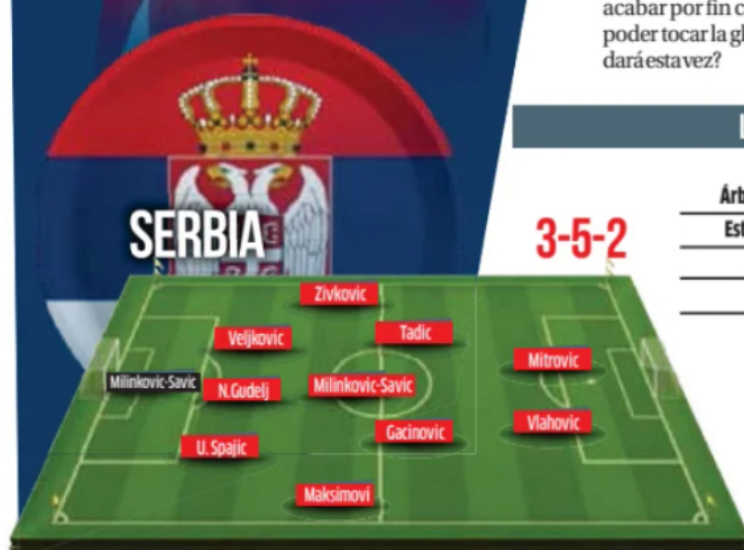 acabar por fin c
poder tocar la gl
dará esta vez?
Árb
Est
SERBIA
3-5-2
Zivkovic
Veljkovic
Tadic
Mitrovic
Milinkovic-Savic
N.Gudelj
Milinkovic-Savic
Vlahovic
Gacinovic
U. Spajic
Maksimovi